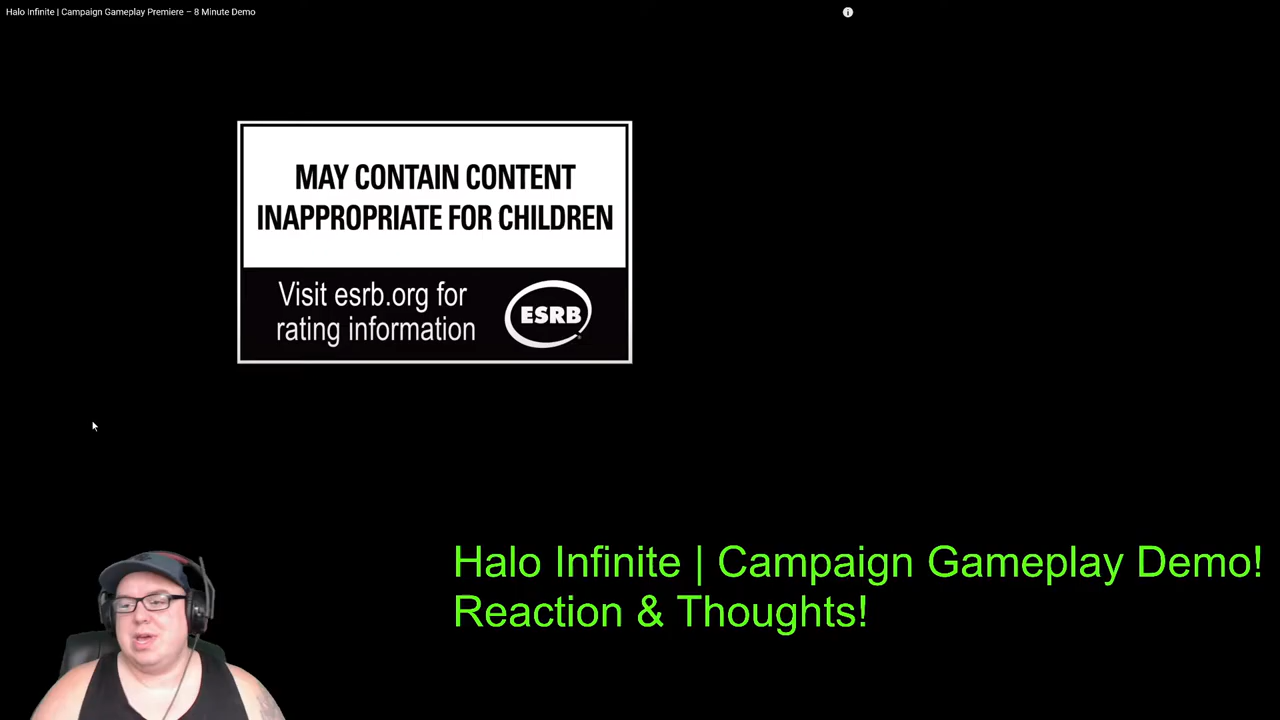 Halo Infinite | Campaign Gameplay Premiere – 8 Minute Demo
MAY CONTAIN CONTENT
INAPPROPRIATE FOR CHILDREN
Visit esrb.org for
rating information
ESRB
Halo Infinite | Campaign Gameplay Demo!
Reaction & Thoughts!